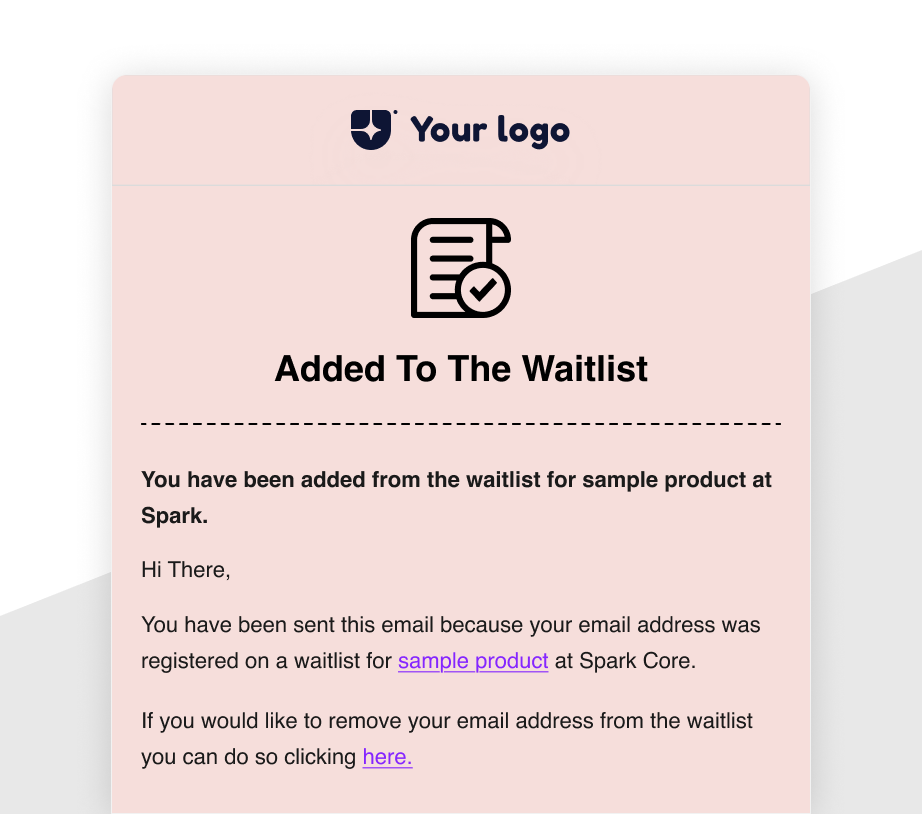 Your logo
Added To The Waitlist
You have been added from the waitlist for sample product at
Spark.
Hi There,
You have been sent this email because your email address was
registered on a waitlist for sample product at Spark Core.
If you would like to remove your email address from the waitlist
you can do so clicking here.